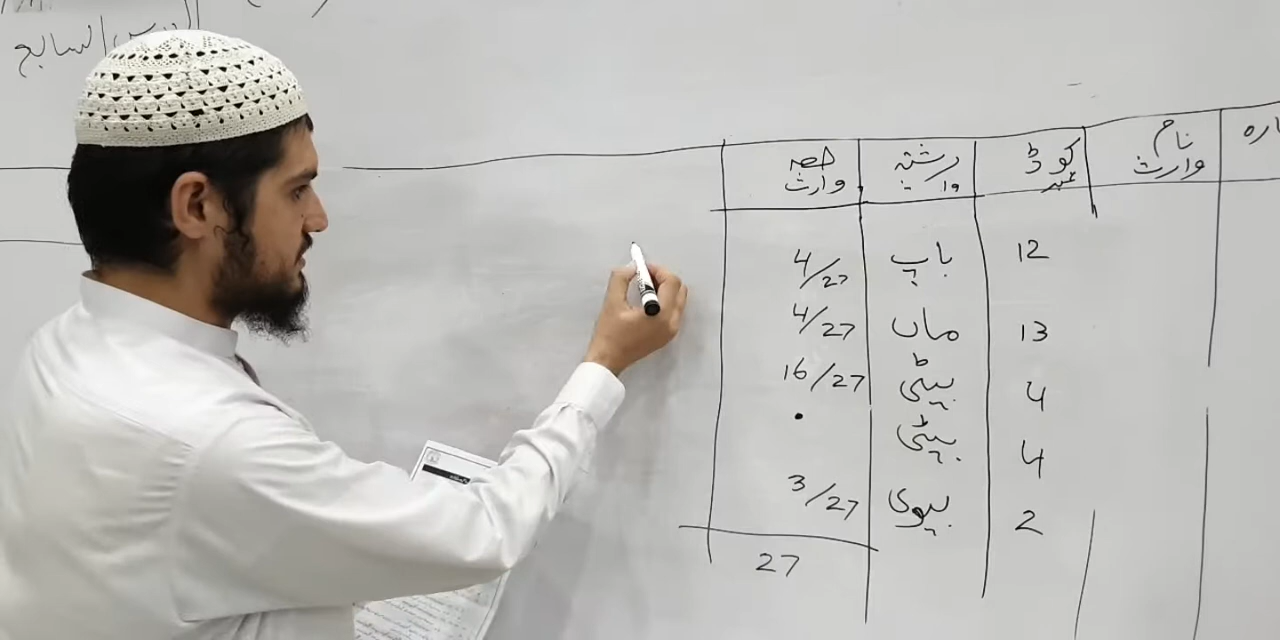 الدرس السابع
نام وارث کوڈ نمبر رشتہ وار حصہ وارث
12 باپ 4/27
13 ماں 4/27
4 بیٹی 16/27
4 بیٹی
2 بیوی 3/27
27